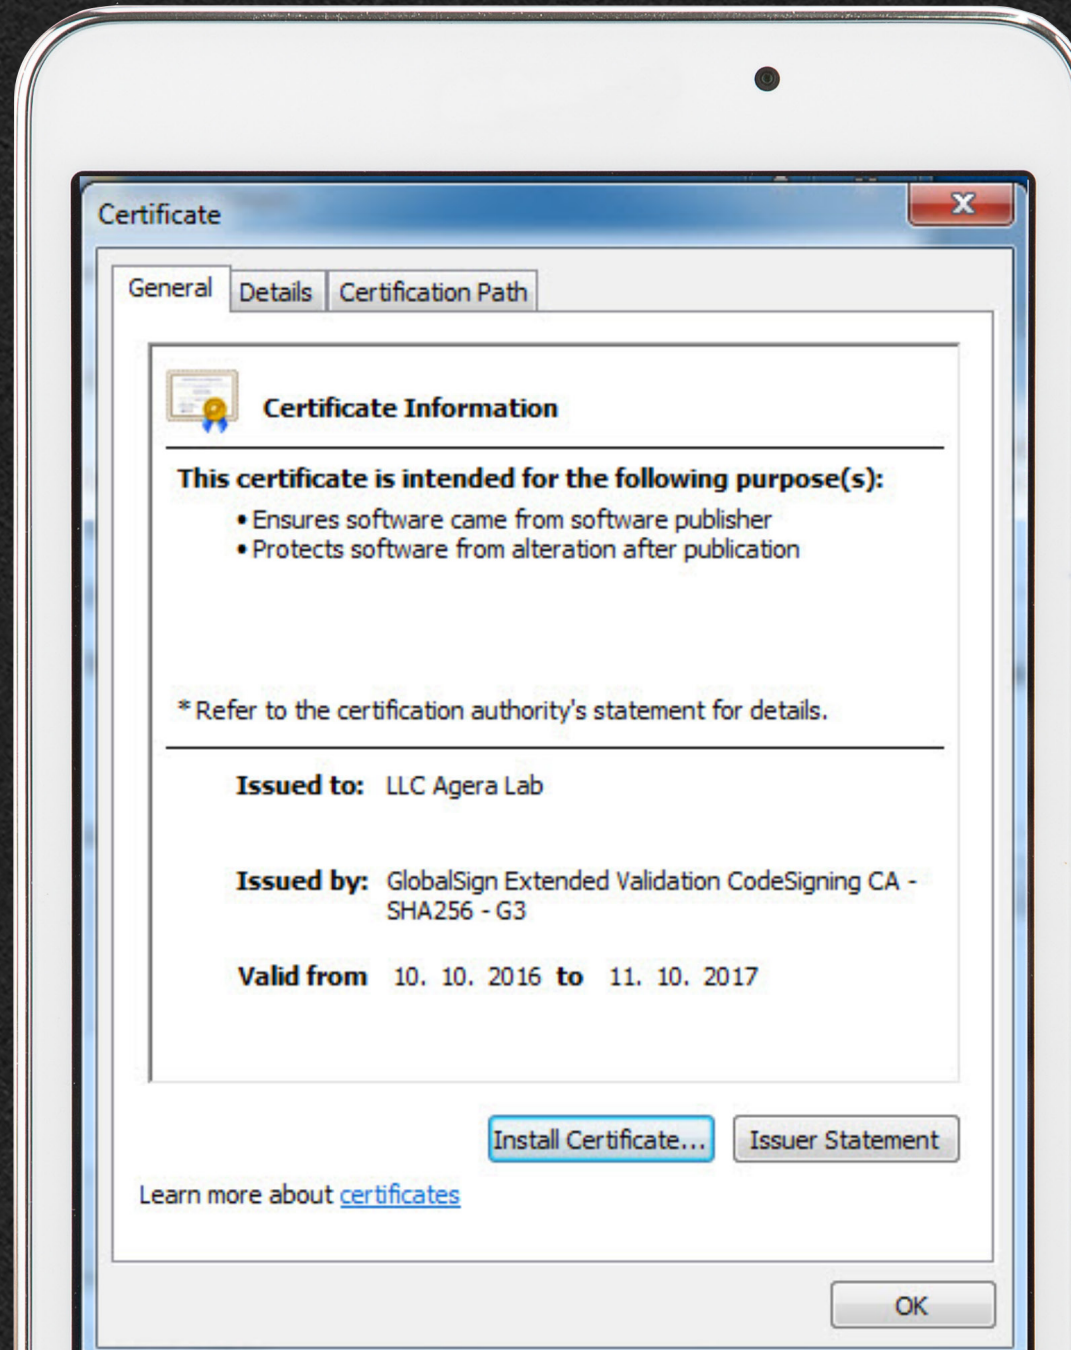 Certificate
X
General Details Certification Path
Certificate Information
This certificate is intended for the following purpose(s):
• Ensures software came from software publisher
• Protects software from alteration after publication
* Refer to the certification authority's statement for details.
Issued to: LLC Agera Lab
Issued by: GlobalSign Extended Validation CodeSigning CA -
SHA256 - G3
Valid from 10. 10. 2016 to 11. 10. 2017
Install Certificate... Issuer Statement
Learn more about certificates
OK